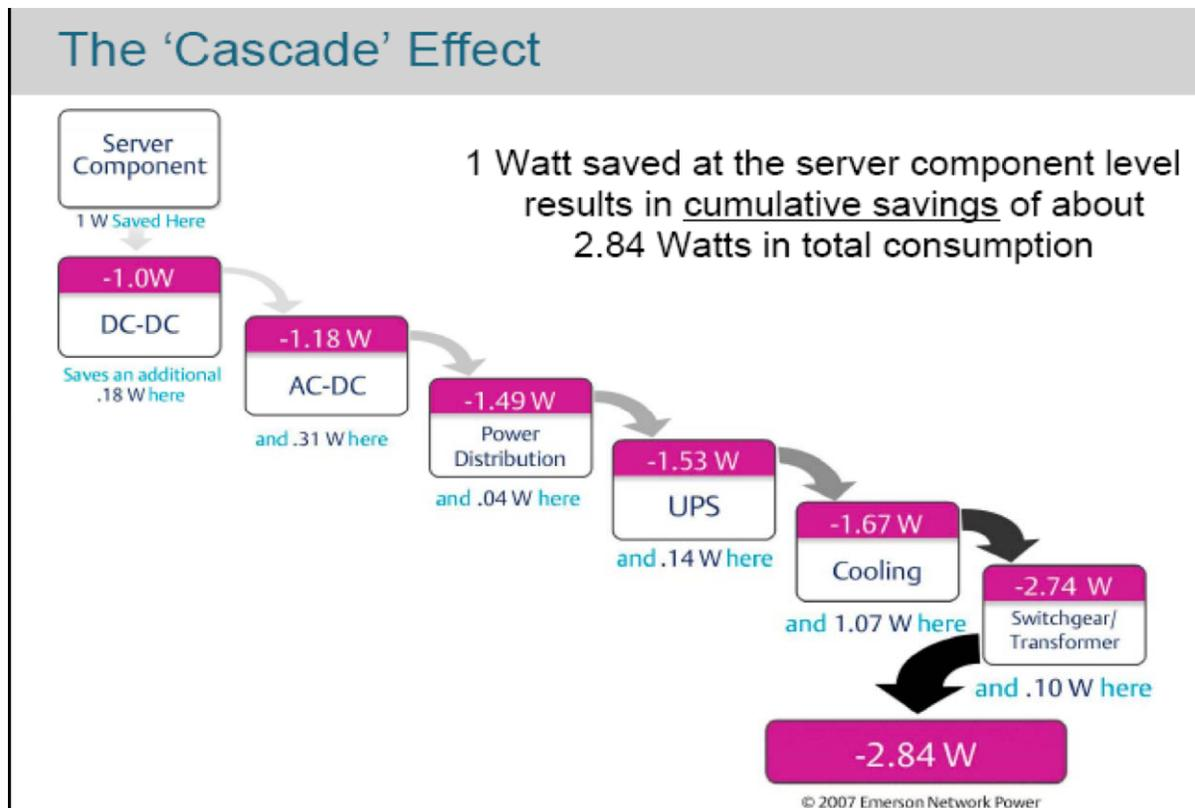 The ‘Cascade’ Effect
Server
Component
1 W Saved Here
1 Watt saved at the server component level
results in cumulative savings of about
2.84 Watts in total consumption
-1.0W
DC-DC
Saves an additional
.18 W here
-1.18 W
AC-DC
and .31 W here
-1.49 W
Power
Distribution
and .04 W here
-1.53 W
UPS
and .14 W here
-1.67 W
Cooling
and 1.07 W here
-2.74 W
Switchgear/
Transformer
and .10 W here
-2.84 W
© 2007 Emerson Network Power